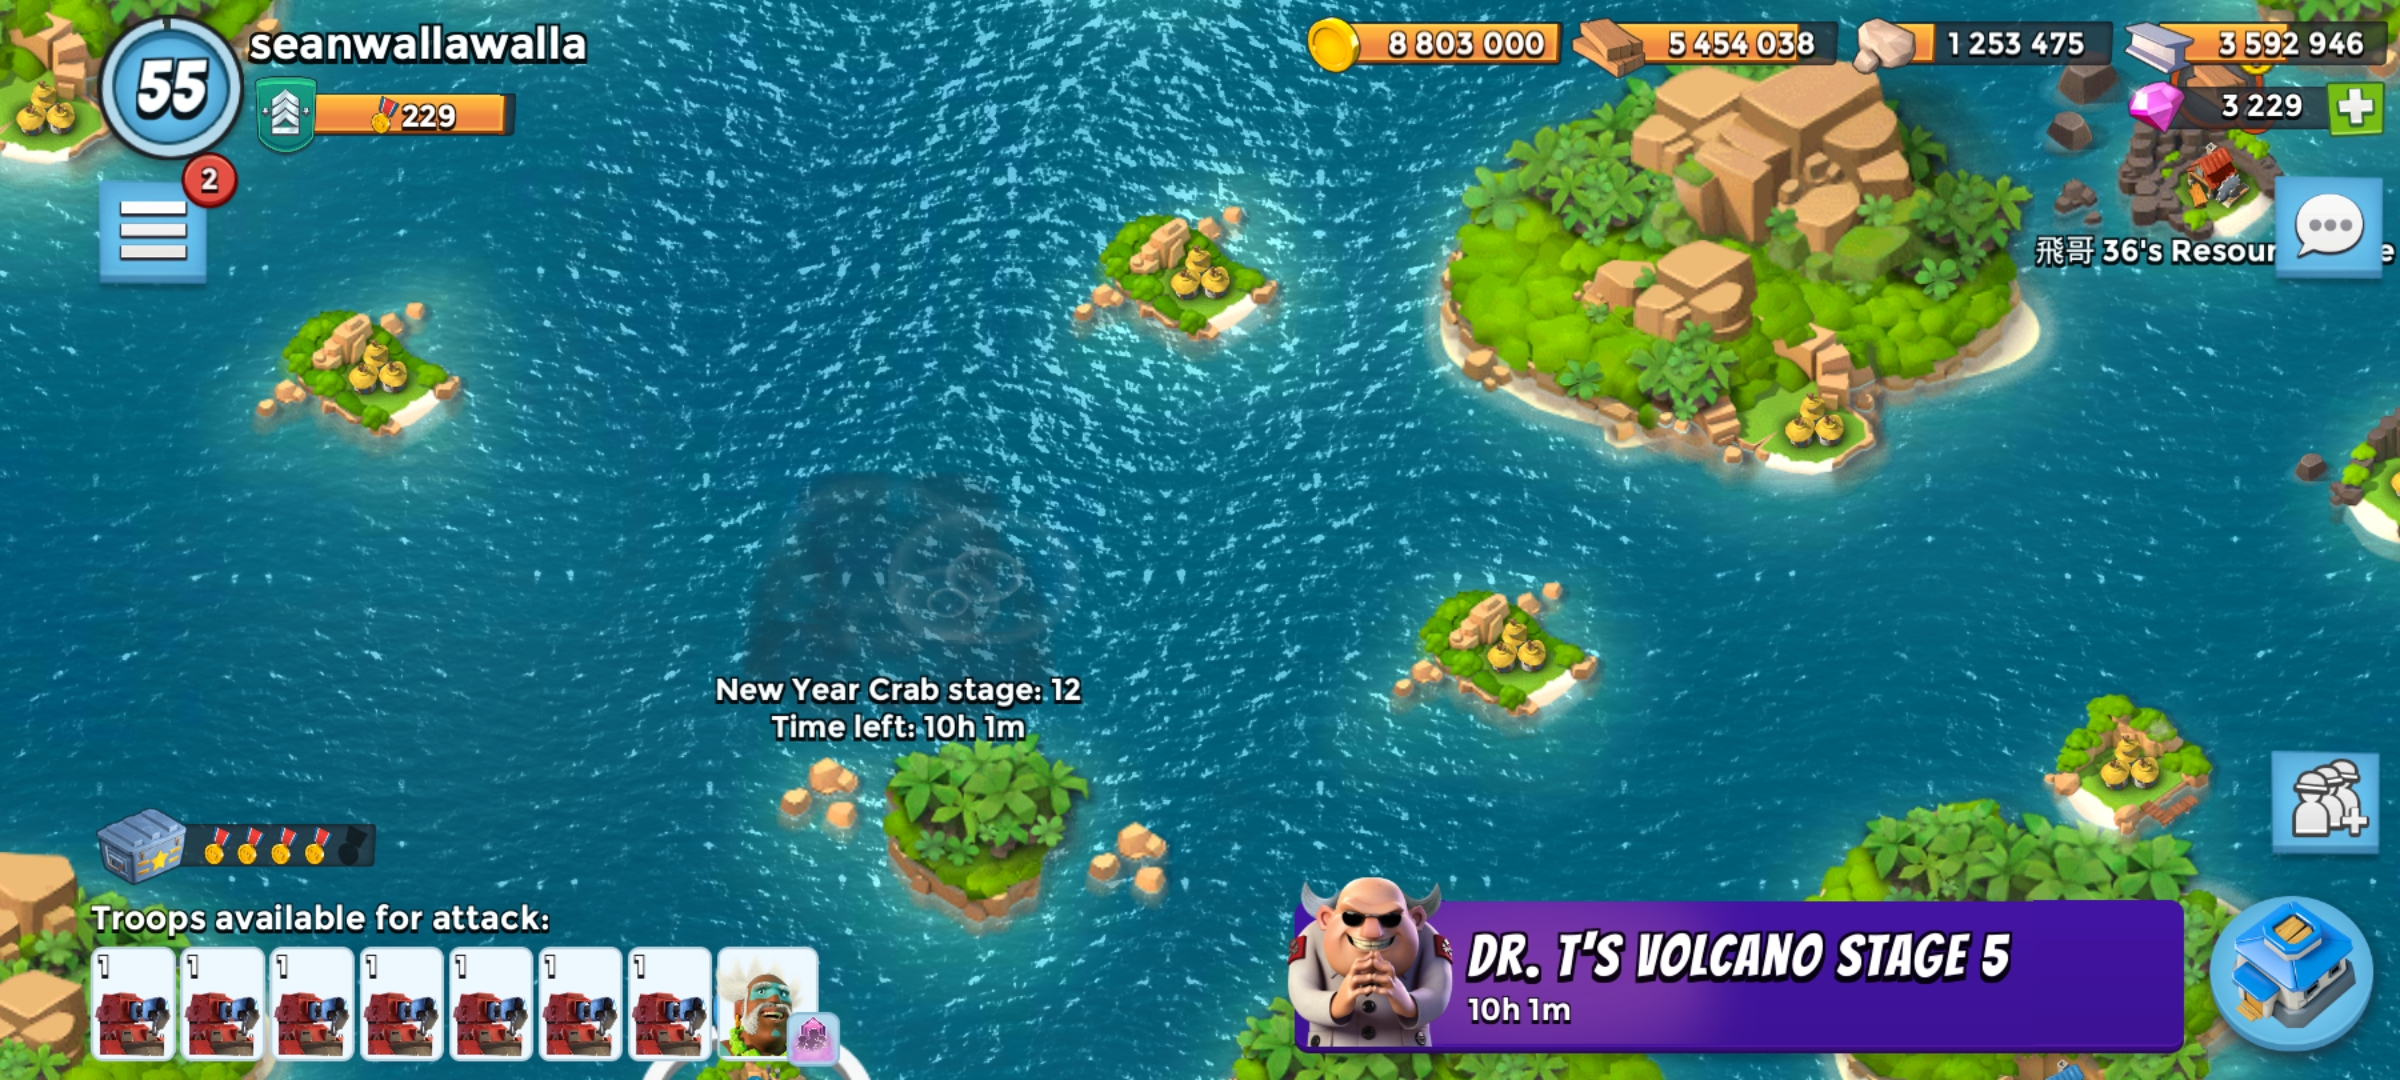 55
seanwallawalla
229
2
8 803 000
5 454 038
1 253 475
3 592 946
3 229
飛哥 36's Resour
New Year Crab stage: 12
Time left: 10h 1m
Troops available for attack:
1 1 1 1 1 1 1
DR. T'S VOLCANO STAGE 5
10h 1m